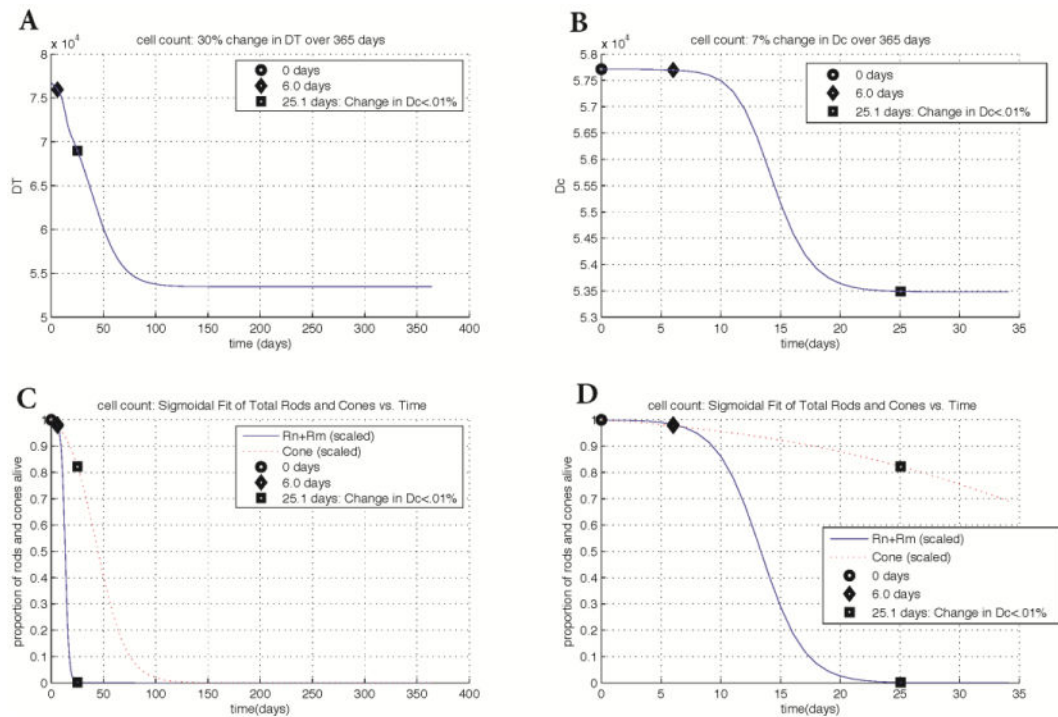 A
cell count: 30% change in DT over 365 days
x 10⁴
8
7.5
7
6.5
6
5.5
5
DT
0 days
6.0 days
25.1 days: Change in Dc<.01%
0 50 100 150 200 250 300 350 400
time (days)
B
cell count: 7% change in Dc over 365 days
x 10⁴
5.8
5.75
5.7
5.65
5.6
5.55
5.5
5.45
5.4
5.35
5.3
Dc
0 days
6.0 days
25.1 days: Change in Dc<.01%
0 5 10 15 20 25 30 35
time(days)
C
cell count: Sigmoidal Fit of Total Rods and Cones vs. Time
1
0.9
0.8
0.7
0.6
0.5
0.4
0.3
0.2
0.1
0
proportion of rods and cones alive
Rn+Rm (scaled)
Cone (scaled)
0 days
6.0 days
25.1 days: Change in Dc<.01%
0 50 100 150 200 250 300 350 400
time(days)
D
cell count: Sigmoidal Fit of Total Rods and Cones vs. Time
0.9
0.8
0.7
0.6
0.5
0.4
0.3
0.2
0.1
0
proportion of rods and cones alive
Rn+Rm (scaled)
Cone (scaled)
0 days
6.0 days
25.1 days: Change in Dc<.01%
0 5 10 15 20 25 30 35
time(days)